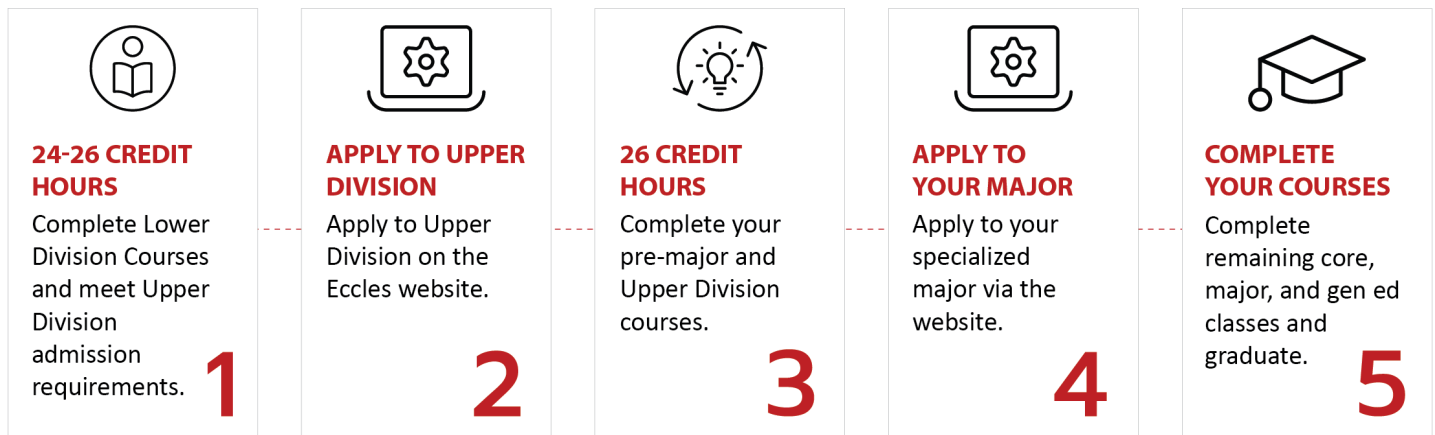 24-26 CREDIT
HOURS
Complete Lower
Division Courses
and meet Upper
Division
admission
requirements.
1
APPLY TO UPPER
DIVISION
Apply to Upper
Division on the
Eccles website.
2
26 CREDIT
HOURS
Complete your
pre-major and
Upper Division
courses.
3
APPLY TO
YOUR MAJOR
Apply to your
specialized
major via the
website.
4
COMPLETE
YOUR COURSES
Complete
remaining core,
major, and gen ed
classes and
graduate.
5